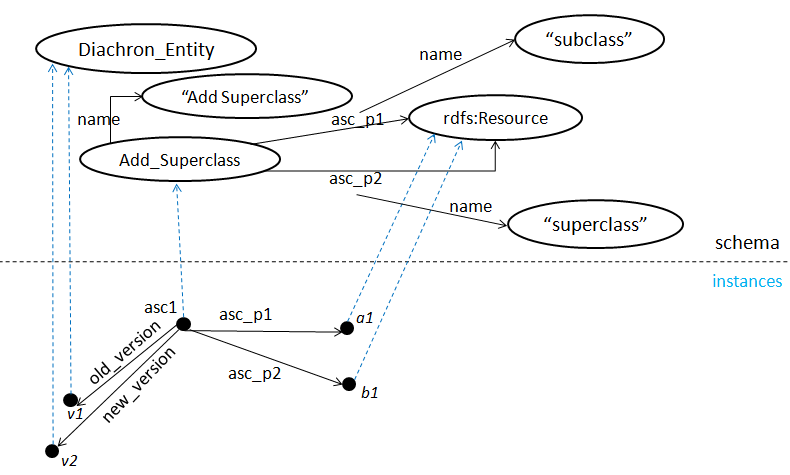 Diachron_Entity
name
“subclass”
“Add Superclass”
name
asc_p1
rdfs:Resource
Add_Superclass
asc_p2
name
“superclass”
schema
instances
asc1
asc_p1
a1
old_version
new_version
asc_p2
b1
v1
v2